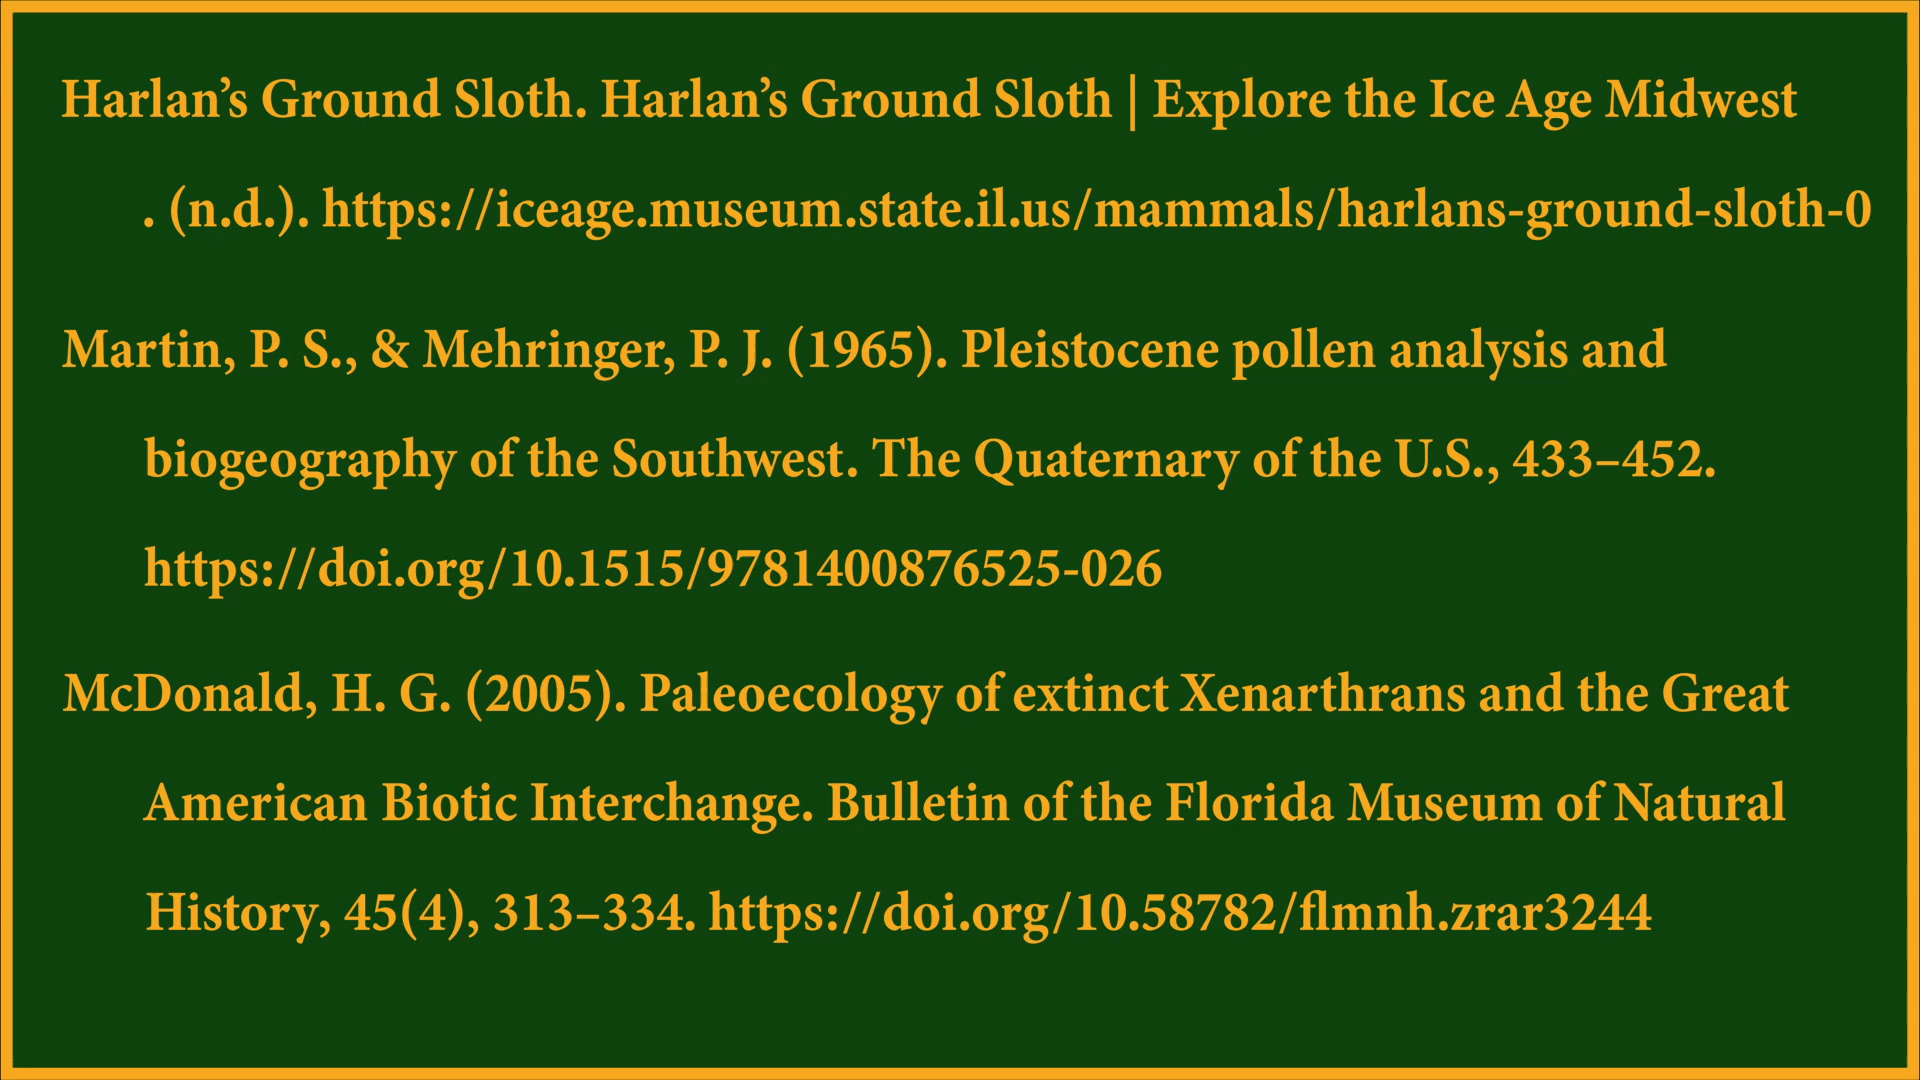 Harlan’s Ground Sloth. Harlan’s Ground Sloth | Explore the Ice Age Midwest
. (n.d.). https://iceage.museum.state.il.us/mammals/harlans-ground-sloth-0
Martin, P. S., & Mehringer, P. J. (1965). Pleistocene pollen analysis and
biogeography of the Southwest. The Quaternary of the U.S., 433–452.
https://doi.org/10.1515/9781400876525-026
McDonald, H. G. (2005). Paleoecology of extinct Xenarthrans and the Great
American Biotic Interchange. Bulletin of the Florida Museum of Natural
History, 45(4), 313–334. https://doi.org/10.58782/flmnh.zrar3244